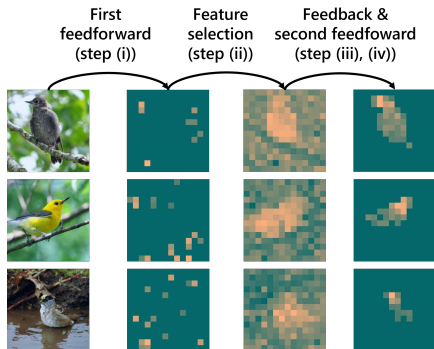 First
feedforward
(step (i))
Feature
selection
(step (ii))
Feedback &
second feedfoward
(step (iii), (iv))